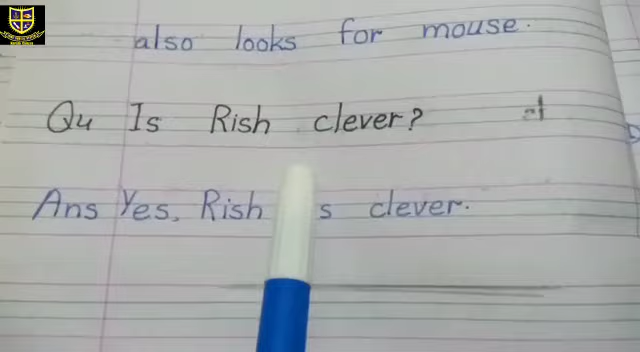 also looks for mouse.
Qu Is Rish clever?
Ans Yes, Rish s clever.